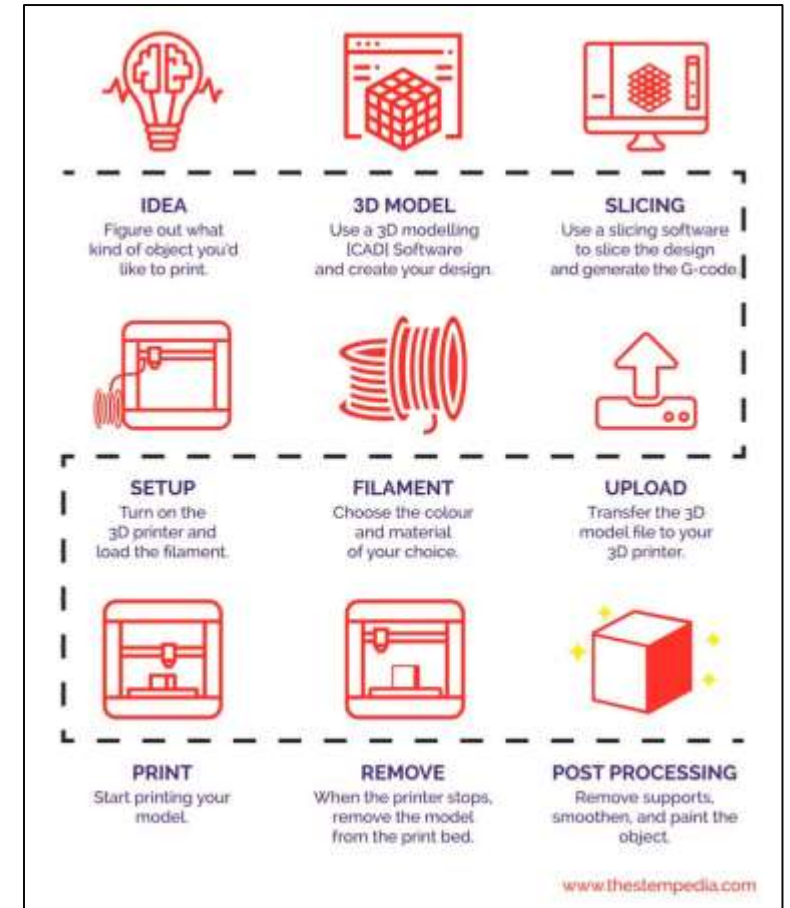 IDEA
Figure out what
kind of object you'd
like to print.
3D MODEL
Use a 3D modelling
[CAD] Software
and create your design.
SLICING
Use a slicing software
to slice the design
and generate the G-code.
SETUP
Turn on the
3D printer and
load the filament.
FILAMENT
Choose the colour
and material
of your choice.
UPLOAD
Transfer the 3D
model file to your
3D printer.
PRINT
Start printing your
model.
REMOVE
When the printer stops,
remove the model
from the print bed.
POST PROCESSING
Remove supports,
smoothen, and paint the
object.
www.thestempedia.com